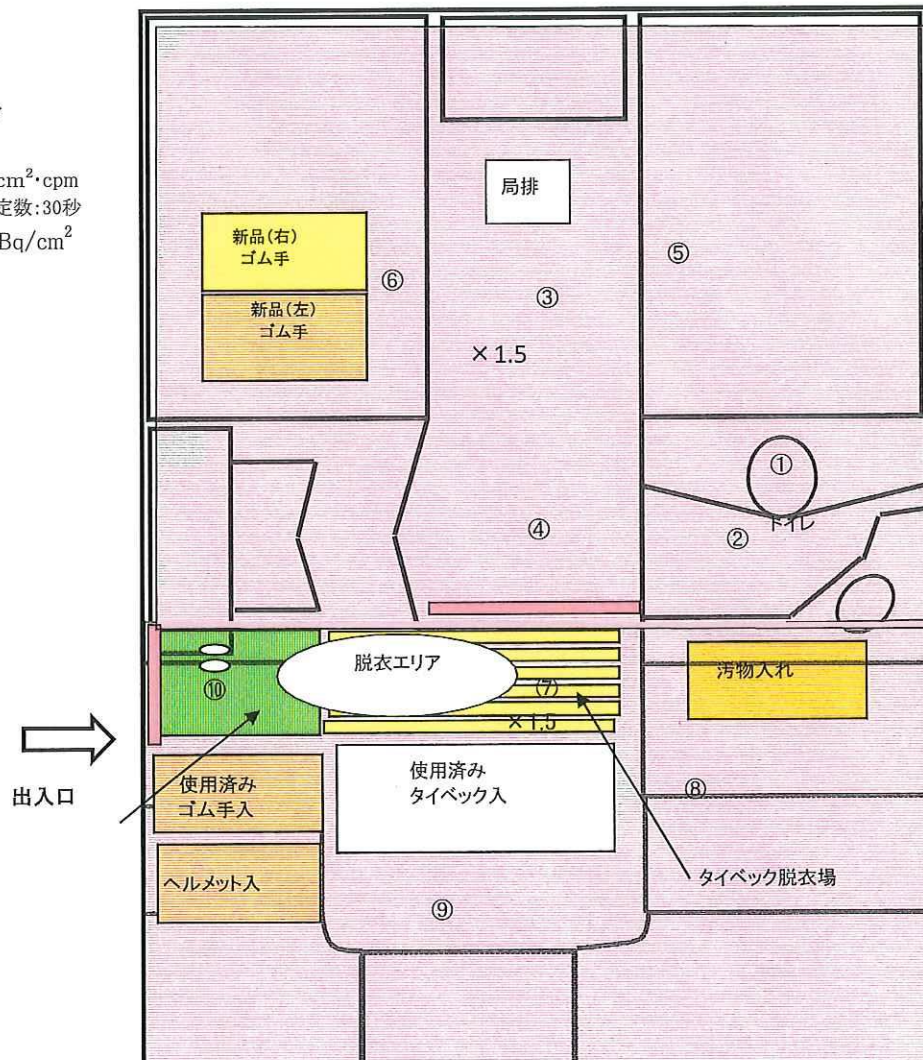 cm²・cpm
定数:30秒
Bq/cm²
局排
新品(右)
ゴム手
新品(左)
ゴム手
⑥
③
⑤
×1.5
①
トイレ
④
②
脱衣エリア
⑩
(7)
×1.5
汚物入れ
出入口
使用済み
ゴム手入
使用済み
タイベック入
⑧
ヘルメット入
タイベック脱衣場
⑨